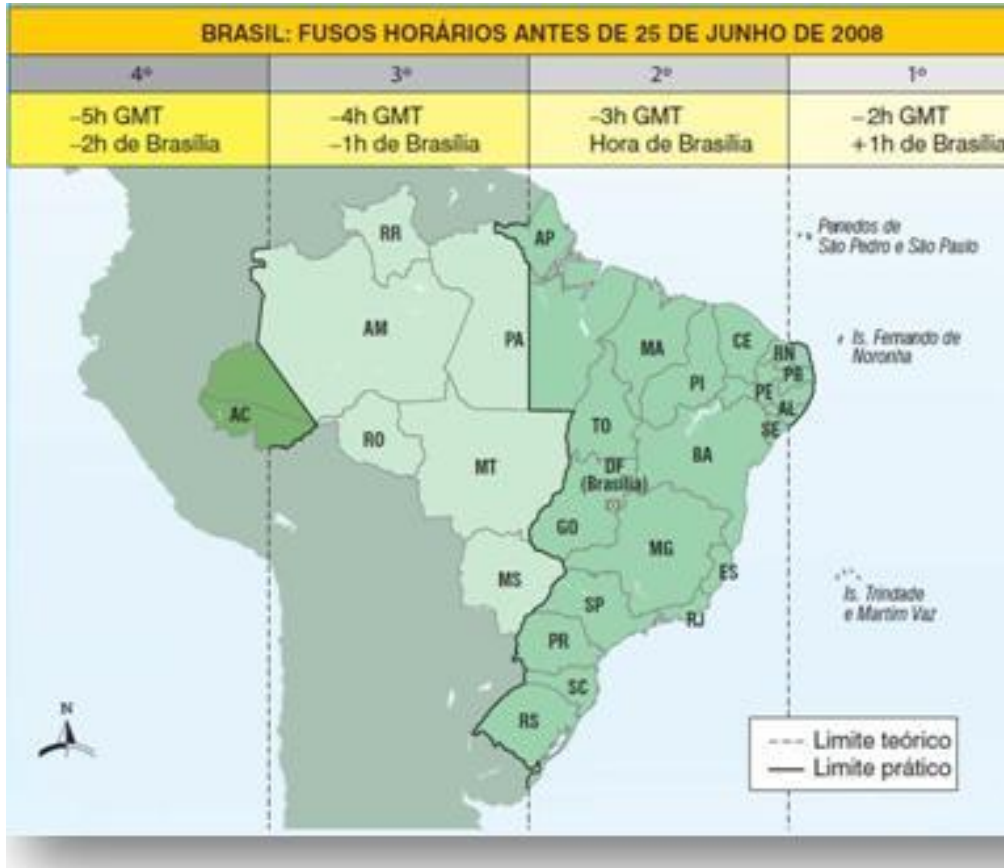 BRASIL: FUSOS HORÁRIOS ANTES DE 25 DE JUNHO DE 2008
4º 3º 2º 1º
–5h GMT –4h GMT –3h GMT –2h GMT
–2h de Brasília –1h de Brasília Hora de Brasília +1h de Brasília
RR AP
Penedos de
São Pedro e São Paulo
AM PA MA CE RN
Is. Fernando de
Noronha
PB
PI PE
AC AL
TO SE
RO MT BA
DF
(Brasília)
GO
MG
MS ES
Is. Trindade
e Martim Vaz
SP
RJ
PR
SC
RS
N
Limite teórico
Limite prático